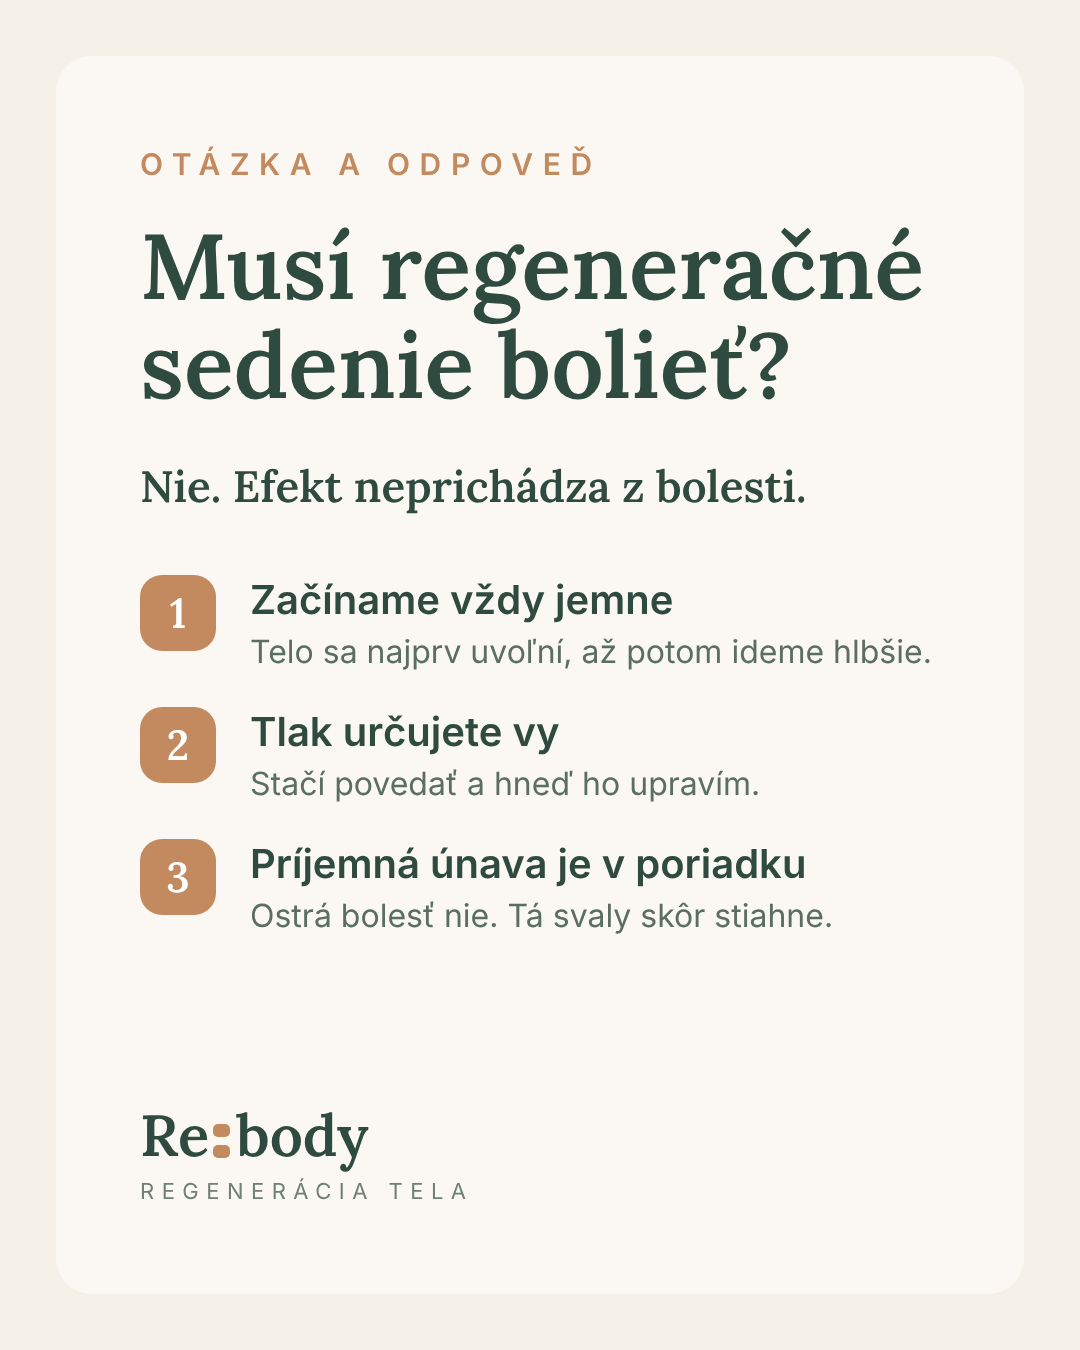 OTÁZKA A ODPOVEĎ
Musí regeneračné
sedenie bolieť?
Nie. Efekt neprichádza z bolesti.
1
Začíname vždy jemne
Telo sa najprv uvoľní, až potom ideme hlbšie.
2
Tlak určujete vy
Stačí povedať a hneď ho upravím.
3
Príjemná únava je v poriadku
Ostrá bolesť nie. Tá svaly skôr stiahne.
Re:body
REGENERÁCIA TELA